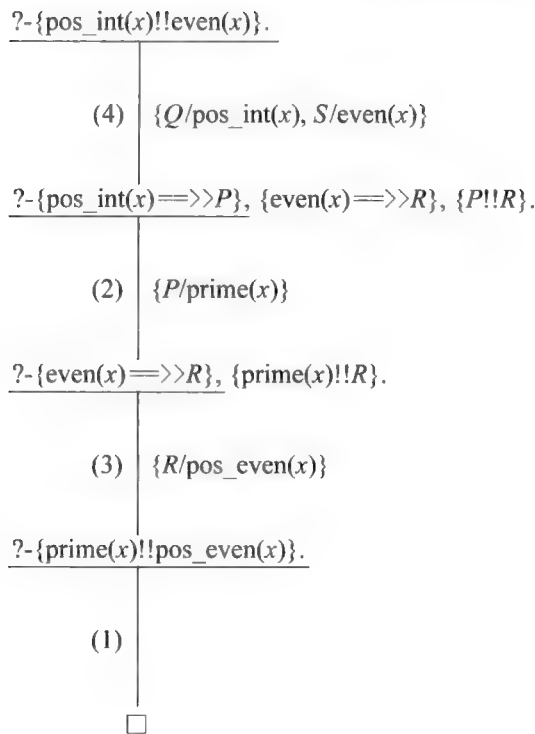 ?-{pos_int(x)!!even(x)}.
(4) {Q/pos_int(x), S/even(x)}
?-{pos_int(x)==>>P}, {even(x)==>>R}, {P!!R}.
(2) {P/prime(x)}
?-{even(x)==>>R}, {prime(x)!!R}.
(3) {R/pos_even(x)}
?-{prime(x)!!pos_even(x)}.
(1)
□